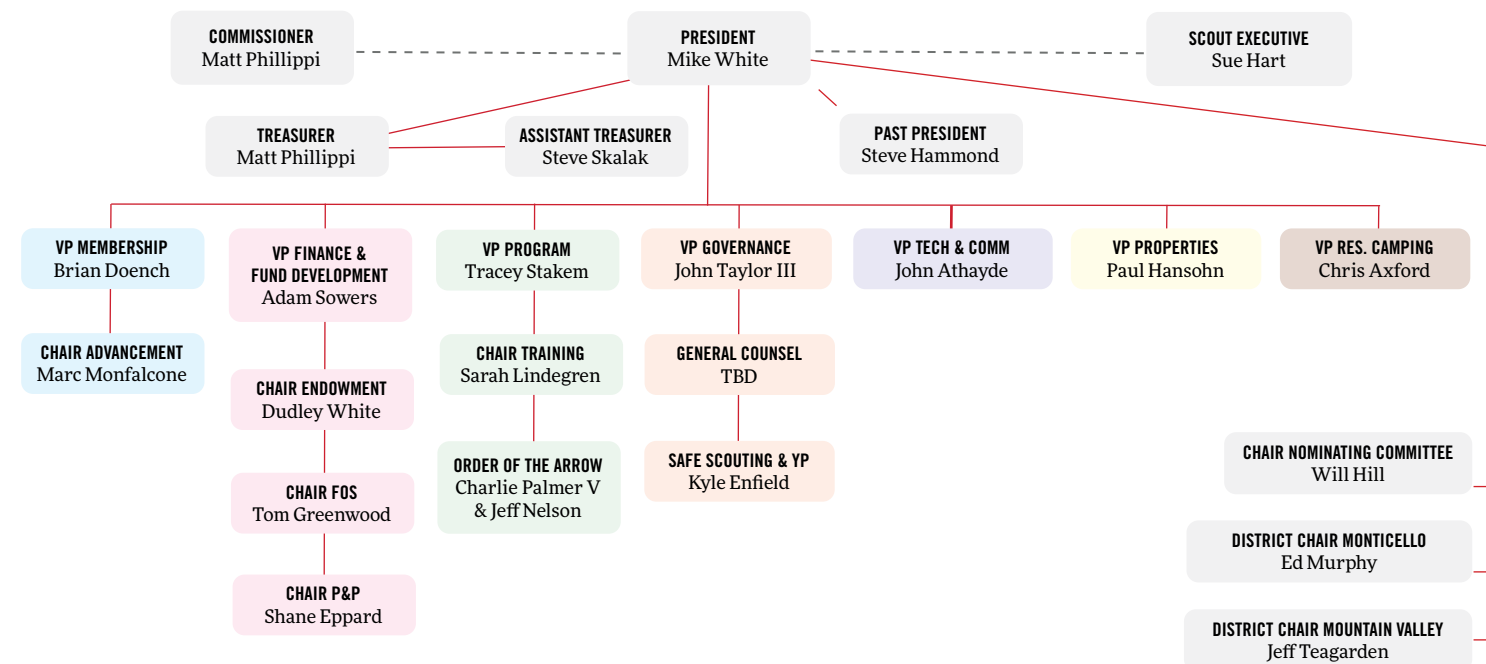 COMMISSIONER
Matt Phillippi
PRESIDENT
Mike White
SCOUT EXECUTIVE
Sue Hart
TREASURER
Matt Phillippi
ASSISTANT TREASURER
Steve Skalak
PAST PRESIDENT
Steve Hammond
VP MEMBERSHIP
Brian Doench
CHAIR ADVANCEMENT
Marc Monfalcone
VP FINANCE &
FUND DEVELOPMENT
Adam Sowers
CHAIR ENDOWMENT
Dudley White
CHAIR FOS
Tom Greenwood
CHAIR P&P
Shane Eppard
VP PROGRAM
Tracey Stakem
CHAIR TRAINING
Sarah Lindegren
ORDER OF THE ARROW
Charlie Palmer V
& Jeff Nelson
VP GOVERNANCE
John Taylor III
GENERAL COUNSEL
TBD
SAFE SCOUTING & YP
Kyle Enfield
VP TECH & COMM
John Athayde
VP PROPERTIES
Paul Hansohn
VP RES. CAMPING
Chris Axford
CHAIR NOMINATING COMMITTEE
Will Hill
DISTRICT CHAIR MONTICELLO
Ed Murphy
DISTRICT CHAIR MOUNTAIN VALLEY
Jeff Teagarden